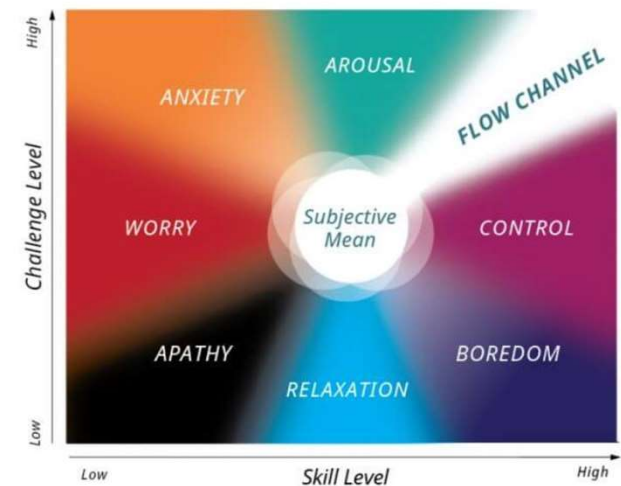 High
AROUSAL
ANXIETY
FLOW CHANNEL
Challenge Level
WORRY
Subjective
Mean
CONTROL
APATHY
BOREDOM
RELAXATION
Low
Low
Skill Level
High